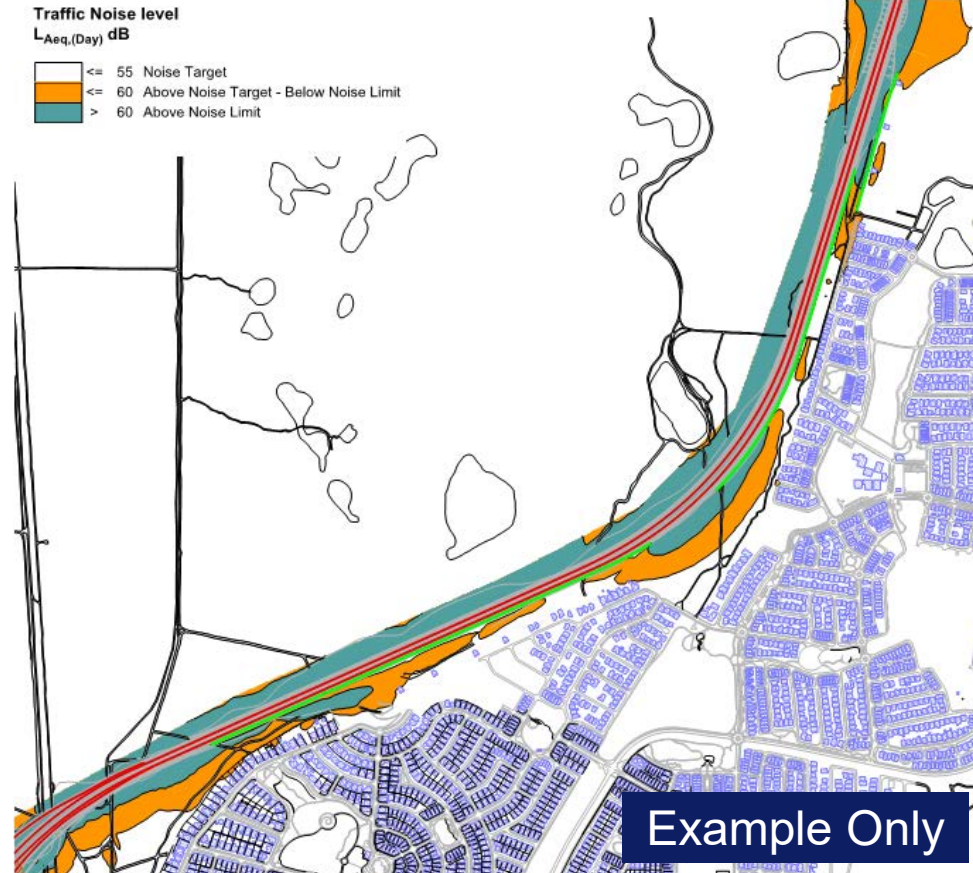 Traffic Noise level
LAeq,(Day) dB
<= 55 Noise Target
<= 60 Above Noise Target - Below Noise Limit
> 60 Above Noise Limit
Example Only